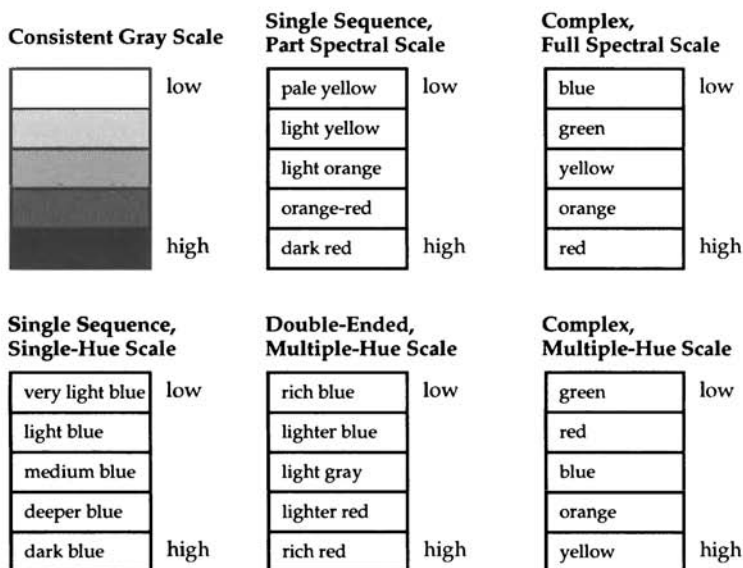 Consistent Gray Scale
low
high
Single Sequence,
Part Spectral Scale
pale yellow low
light yellow
light orange
orange-red
dark red high
Complex,
Full Spectral Scale
blue low
green
yellow
orange
red high
Single Sequence,
Single-Hue Scale
very light blue low
light blue
medium blue
deeper blue
dark blue high
Double-Ended,
Multiple-Hue Scale
rich blue low
lighter blue
light gray
lighter red
rich red high
Complex,
Multiple-Hue Scale
green low
red
blue
orange
yellow high